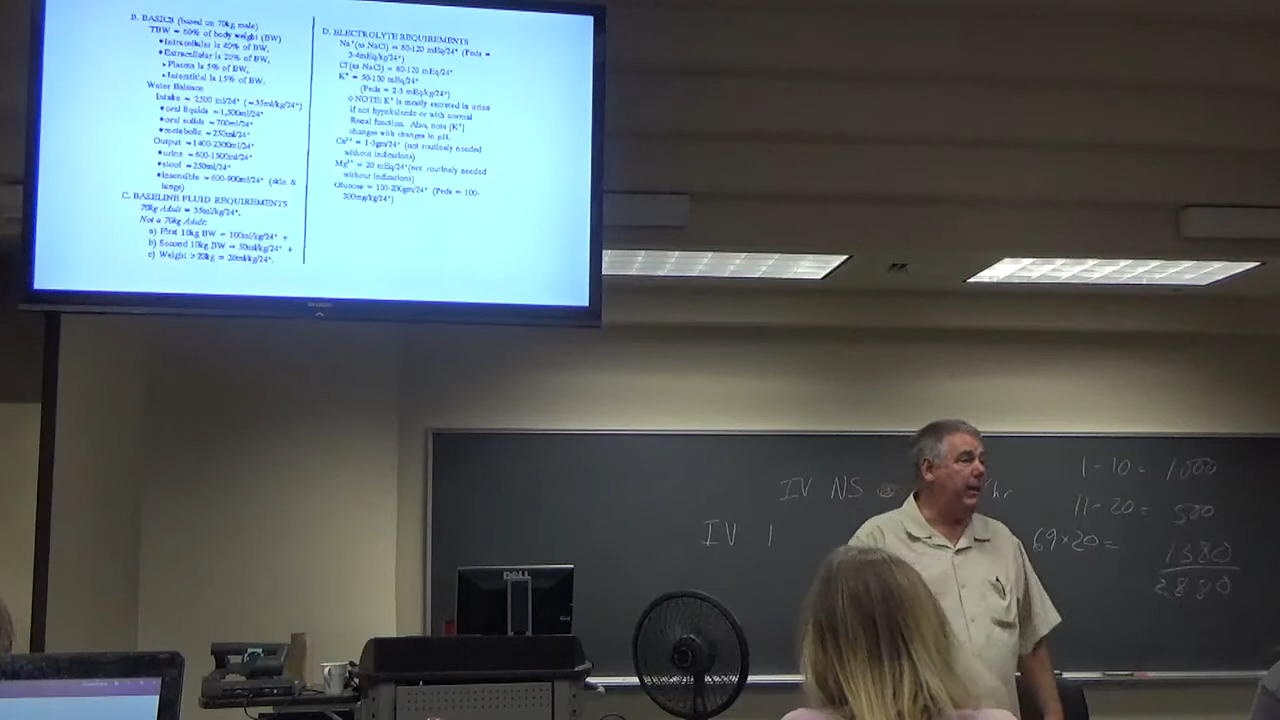 B. BASICS (based on 70kg male)
TBW = 60% of body weight (BW)
•Intracellular is 40% of BW,
•Extracellular is 20% of BW,
▸Plasma is 5% of BW,
▸Interstitial is 15% of BW.
Water Balance
Intake ≈ 2500 ml/24° (≈35ml/kg/24°)
•oral liquids ≈1,500ml/24°
•oral solids ≈700ml/24°
•metabolic ≈250ml/24°
Output ≈1400-2300ml/24°
•urine ≈800-1500ml/24°
•stool ≈250ml/24°
•insensible ≈600-900ml/24° (skin &
lungs)
C. BASELINE FLUID REQUIREMENTS
70kg Adult = 35ml/kg/24°.
Not a 70kg Adult:
a) First 10kg BW = 100ml/kg/24° +
b) Second 10kg BW = 50ml/kg/24° +
c) Weight >20kg = 20ml/kg/24°.
D. ELECTROLYTE REQUIREMENTS
Na⁺(as NaCl) = 80-120 mEq/24° (Peds =
3-4mEq/kg/24°)
Cl⁻(as NaCl) = 80-120 mEq/24°
K⁺ = 50-100 mEq/24°
(Peds = 2-3 mEq/kg/24°)
◇NOTE: K⁺ is mostly excreted in urine
if not hypokalemic or with normal
Renal function. Also, note [K⁺]
changes with changes in pH.
Ca²⁺ = 1-3gm/24° (not routinely needed
without indications)
Mg²⁺ = 20 mEq/24°(not routinely needed
without indications)
Glucose = 100-200gm/24° (Peds = 100-
200mg/kg/24°)
SHARP
IV NS @ /hr
IV 1
1-10 = 1000
11-20 = 500
69×20= 1380
2880
DELL